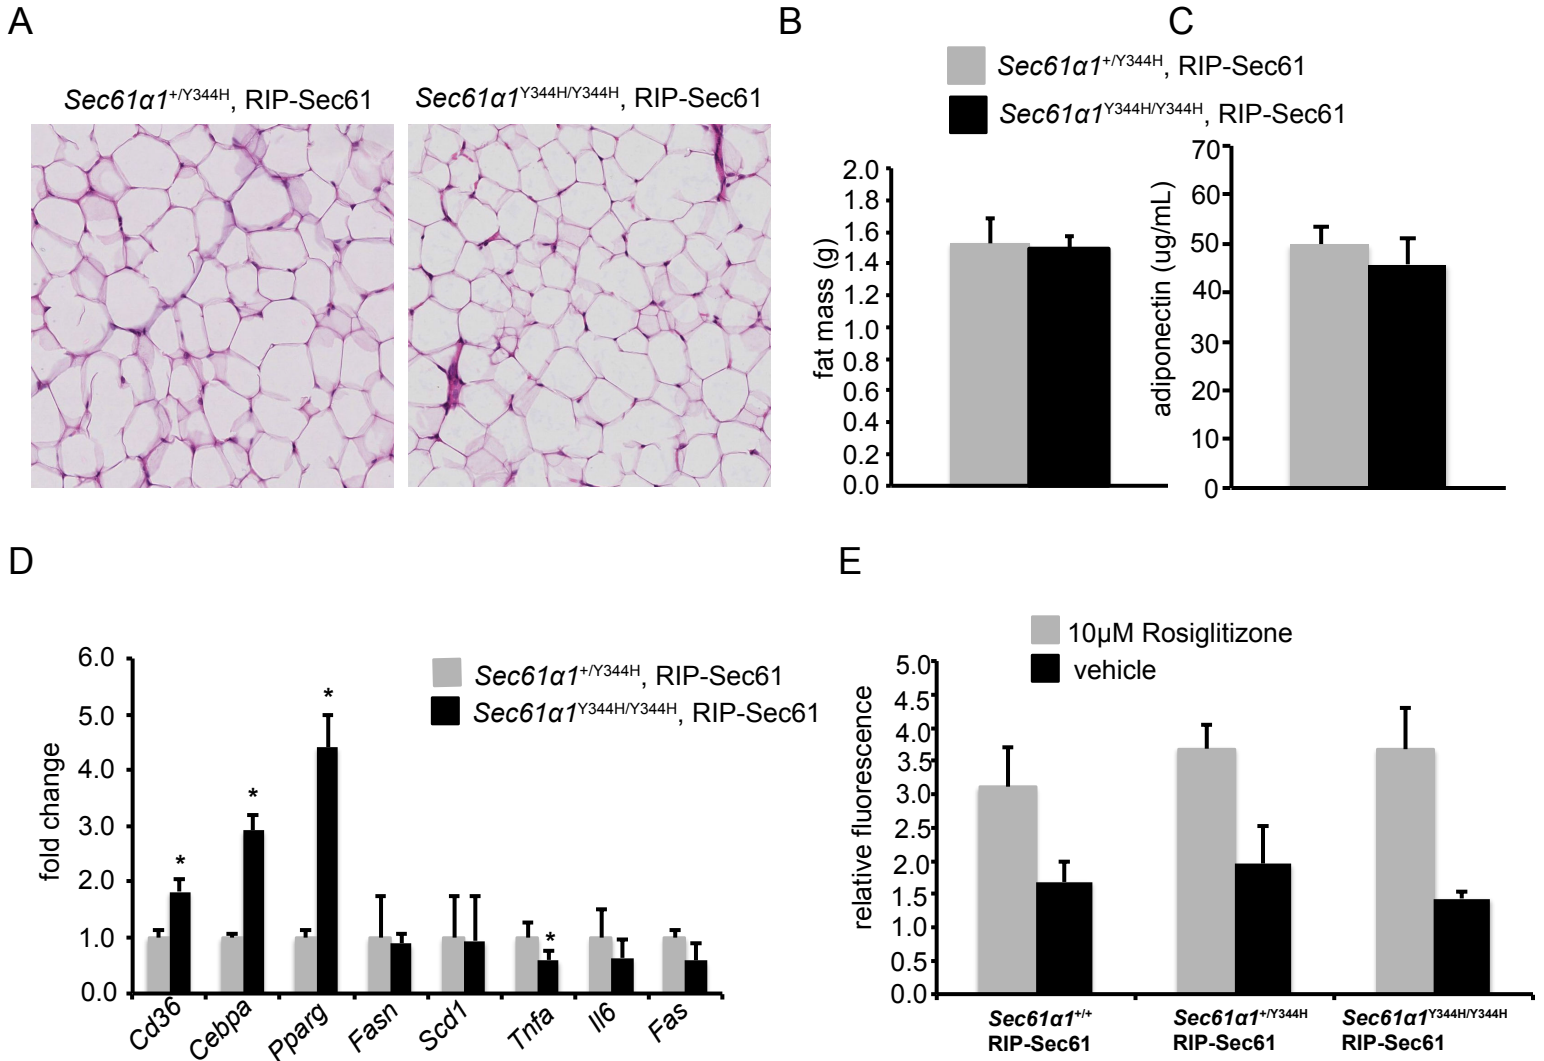 A
Sec61α1+/Y344H, RIP-Sec61
Sec61α1Y344H/Y344H, RIP-Sec61
B
C
Sec61α1+/Y344H, RIP-Sec61
Sec61α1Y344H/Y344H, RIP-Sec61
fat mass (g)
2.0
1.8
1.6
1.4
1.2
1.0
0.8
0.6
0.4
0.2
0.0
adiponectin (ug/mL)
70
60
50
40
30
20
10
0
D
Sec61α1+/Y344H, RIP-Sec61
Sec61α1Y344H/Y344H, RIP-Sec61
fold change
6.0
5.0
4.0
3.0
2.0
1.0
0.0
*
*
*
*
Cd36
Cebpa
Pparg
Fasn
Scd1
Tnfa
Il6
Fas
E
10µM Rosiglitizone
vehicle
relative fluorescence
5.0
4.5
4.0
3.5
3.0
2.5
2.0
1.5
1.0
0.5
0.0
Sec61α1+/+
RIP-Sec61
Sec61α1+/Y344H
RIP-Sec61
Sec61α1Y344H/Y344H
RIP-Sec61